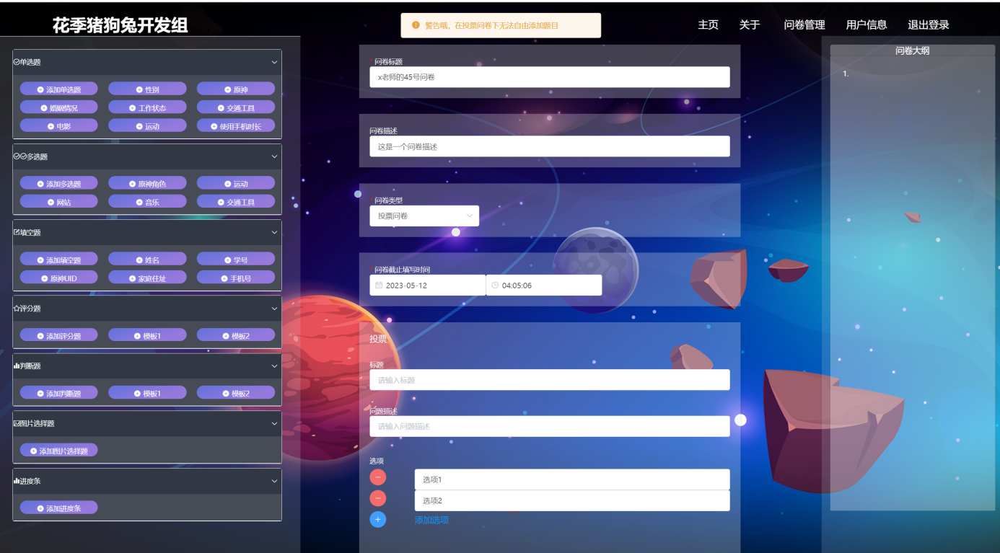 花季猪狗兔开发组
警告哦，在投票问卷下无法自由添加题目
主页 关于 问卷管理 用户信息 退出登录
单选题
添加单选题 性别 原神
婚姻情况 工作状态 交通工具
电影 运动 使用手机时长
多选题
添加多选题 原神角色 运动
网站 音乐 交通工具
填空题
添加填空题 姓名 学号
原神UID 家庭住址 手机号
评分题
添加评分题 模板1 模板2
判断题
添加判断题 模板1 模板2
图片选择题
添加图片选择题
进度条
添加进度条
* 问卷标题
x老师的45号问卷
问卷描述
这是一个问卷描述
* 问卷类型
投票问卷
* 问卷截止填写时间
2023-05-12 04:05:06
投票
标题
请输入标题
问题描述
请输入问题描述
选项
选项1
选项2
添加选项
问卷大纲
1.